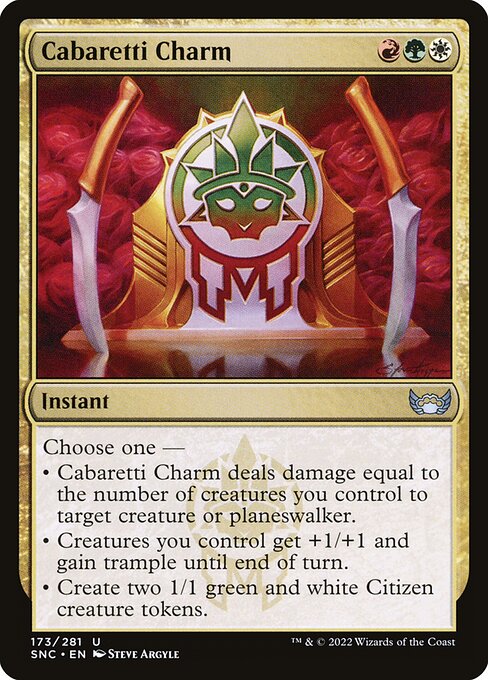 Cabaretti Charm
Instant
Choose one —
• Cabaretti Charm deals damage equal to
the number of creatures you control to
target creature or planeswalker.
• Creatures you control get +1/+1 and
gain trample until end of turn.
• Create two 1/1 green and white Citizen
creature tokens.
173/281 U
SNC • EN Steve Argyle
™ & © 2022 Wizards of the Coast